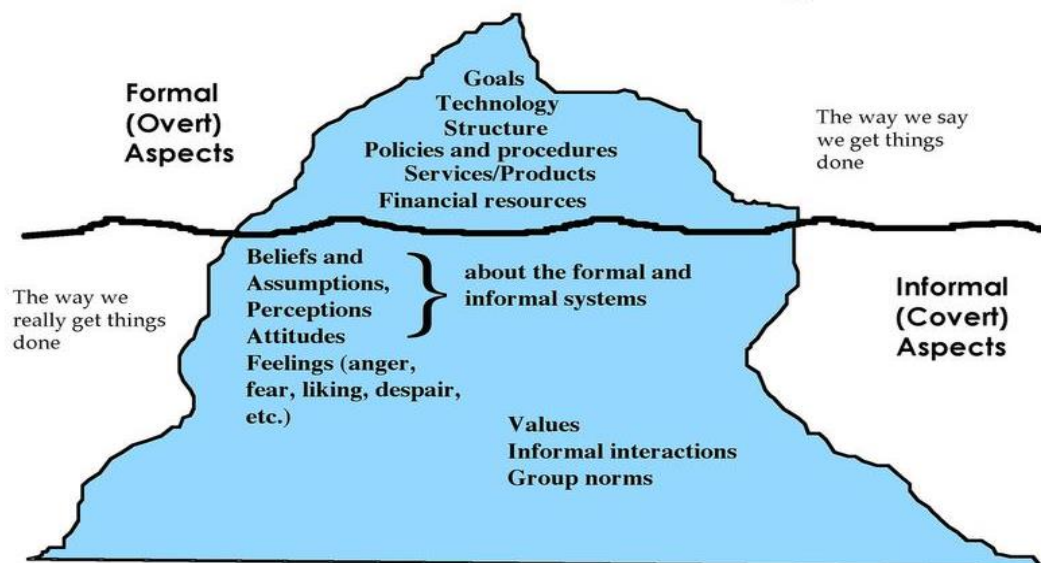 Formal
(Overt)
Aspects
Goals
Technology
Structure
Policies and procedures
Services/Products
Financial resources
The way we say
we get things
done
The way we
really get things
done
Beliefs and
Assumptions,
Perceptions
Attitudes
Feelings (anger,
fear, liking, despair,
etc.)
about the formal and
informal systems
Values
Informal interactions
Group norms
Informal
(Covert)
Aspects